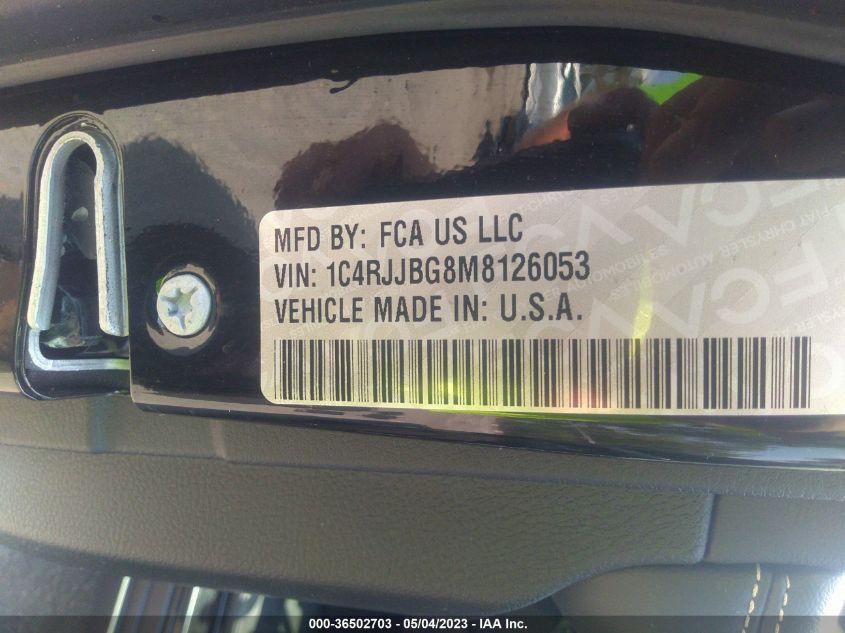 MFD BY: FCA US LLC
VIN: 1C4RJJBG8M8126053
VEHICLE MADE IN: U.S.A.
000-36502703 - 05/04/2023 - ©IAA, Inc.